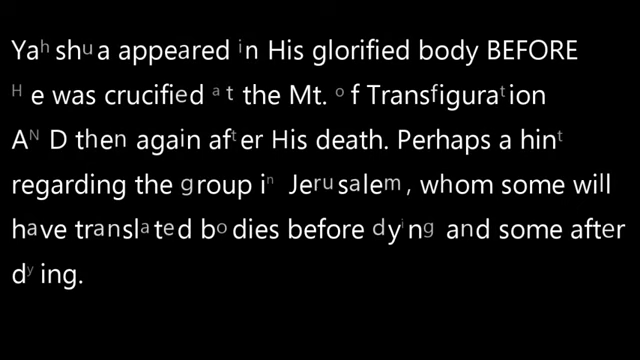 Yahshua appeared in His glorified body BEFORE
He was crucified at the Mt. of Transfiguration
AND then again after His death. Perhaps a hint
regarding the group in Jerusalem, whom some will
have translated bodies before dying and some after
dying.